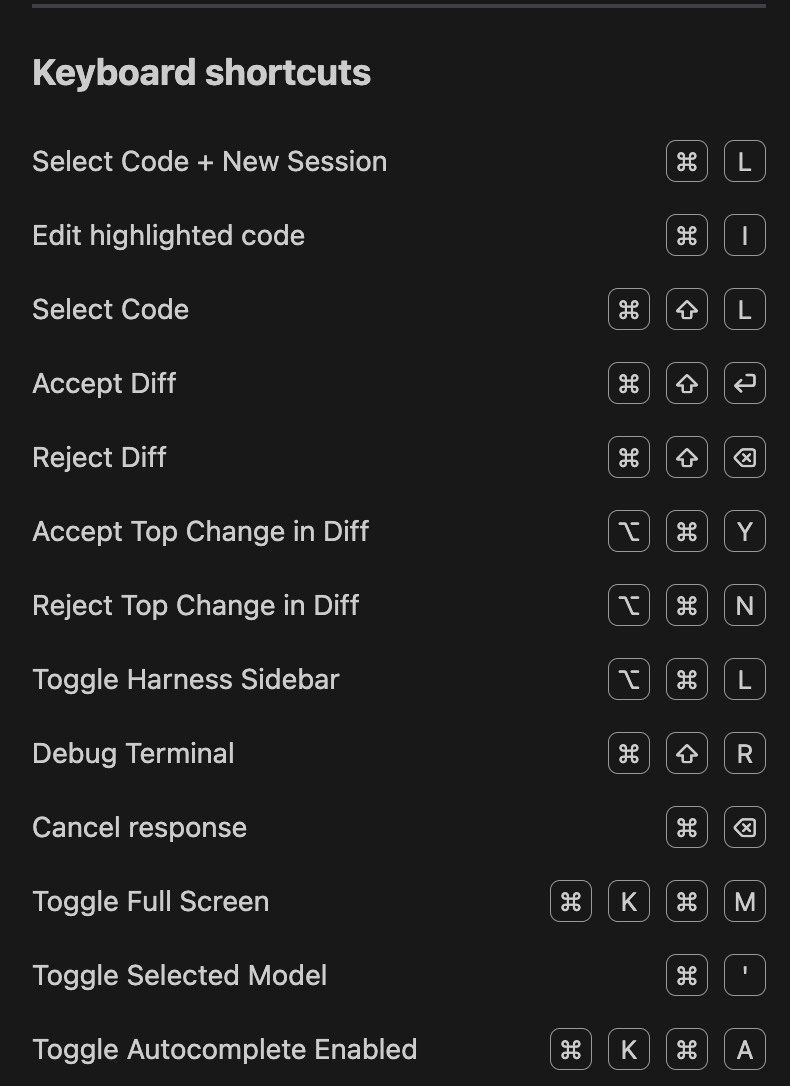 Keyboard shortcuts
Select Code + New Session ⌘ L
Edit highlighted code ⌘ I
Select Code ⌘ ⇧ L
Accept Diff ⌘ ⇧ ↵
Reject Diff ⌘ ⇧ ⌫
Accept Top Change in Diff ⌥ ⌘ Y
Reject Top Change in Diff ⌥ ⌘ N
Toggle Harness Sidebar ⌥ ⌘ L
Debug Terminal ⌘ ⇧ R
Cancel response ⌘ ⌫
Toggle Full Screen ⌘ K ⌘ M
Toggle Selected Model ⌘ '
Toggle Autocomplete Enabled ⌘ K ⌘ A